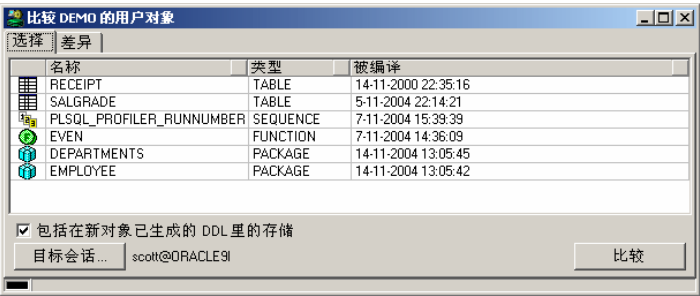 比较 DEMO 的用户对象
选择 差异
名称 类型 被编译
RECEIPT TABLE 14-11-2000 22:35:16
SALGRADE TABLE 5-11-2004 22:14:21
PLSQL_PROFILER_RUNNUMBER SEQUENCE 7-11-2004 15:39:39
EVEN FUNCTION 7-11-2004 14:36:09
DEPARTMENTS PACKAGE 14-11-2004 13:05:45
EMPLOYEE PACKAGE 14-11-2004 13:05:42
包括在新对象已生成的 DDL 里的存储
目标会话... scott@ORACLE9I 比较